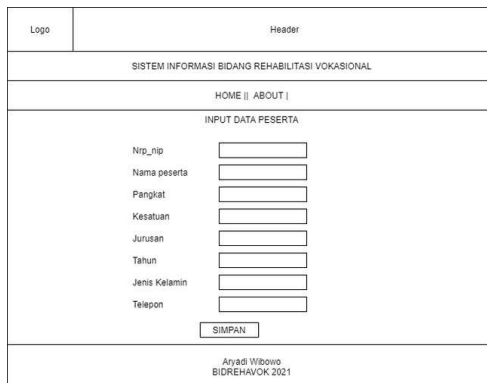 Logo
Header
SISTEM INFORMASI BIDANG REHABILITASI VOKASIONAL
HOME || ABOUT |
INPUT DATA PESERTA
Nrp_nip
Nama peserta
Pangkat
Kesatuan
Jurusan
Tahun
Jenis Kelamin
Telepon
SIMPAN
Aryadi Wibowo
BIDREHAVOK 2021